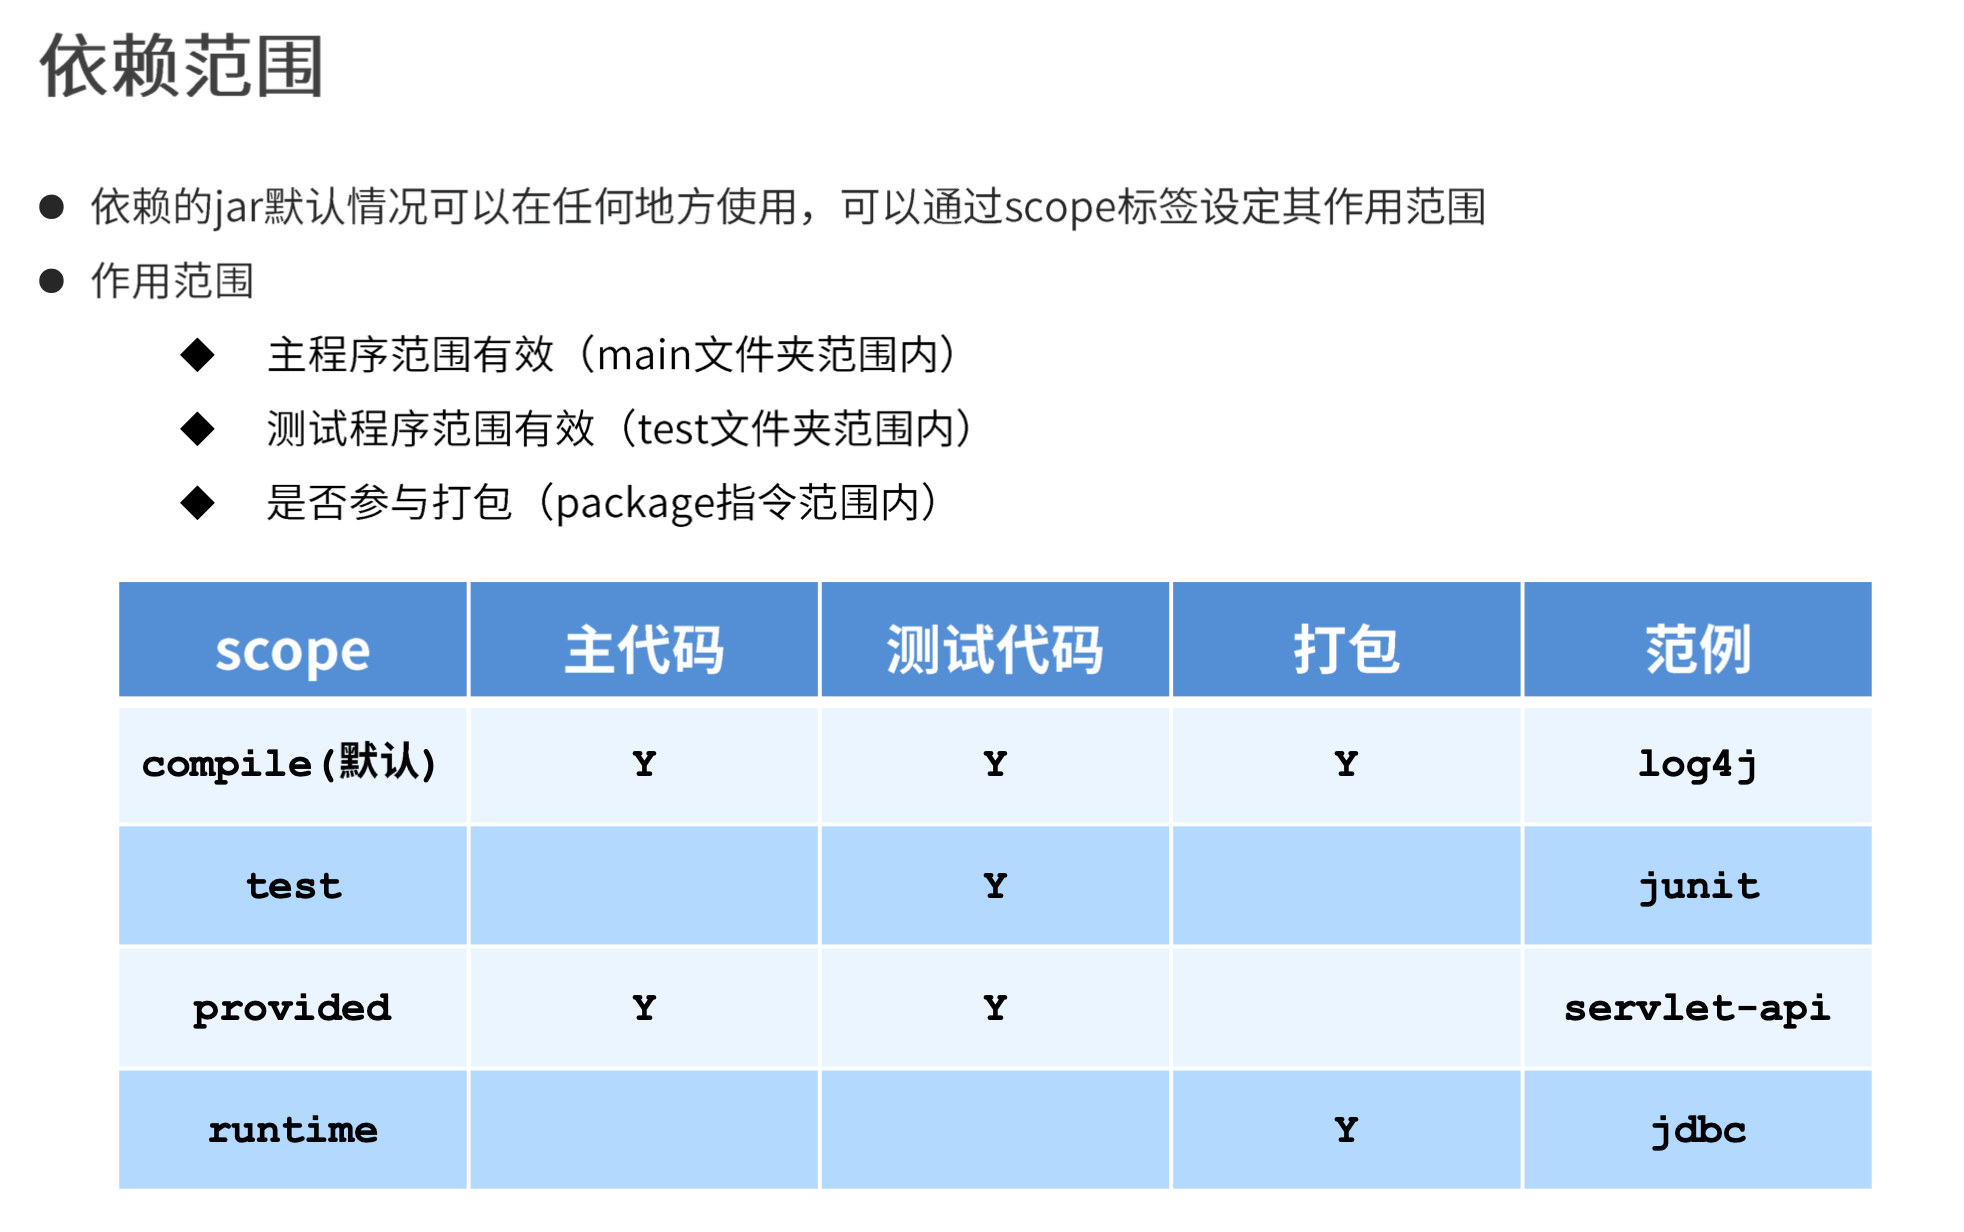 依赖范围
依赖的jar默认情况可以在任何地方使用，可以通过scope标签设定其作用范围
作用范围
主程序范围有效（main文件夹范围内）
测试程序范围有效（test文件夹范围内）
是否参与打包（package指令范围内）
scope 主代码 测试代码 打包 范例
compile(默认) Y Y Y log4j
test Y junit
provided Y Y servlet-api
runtime Y jdbc